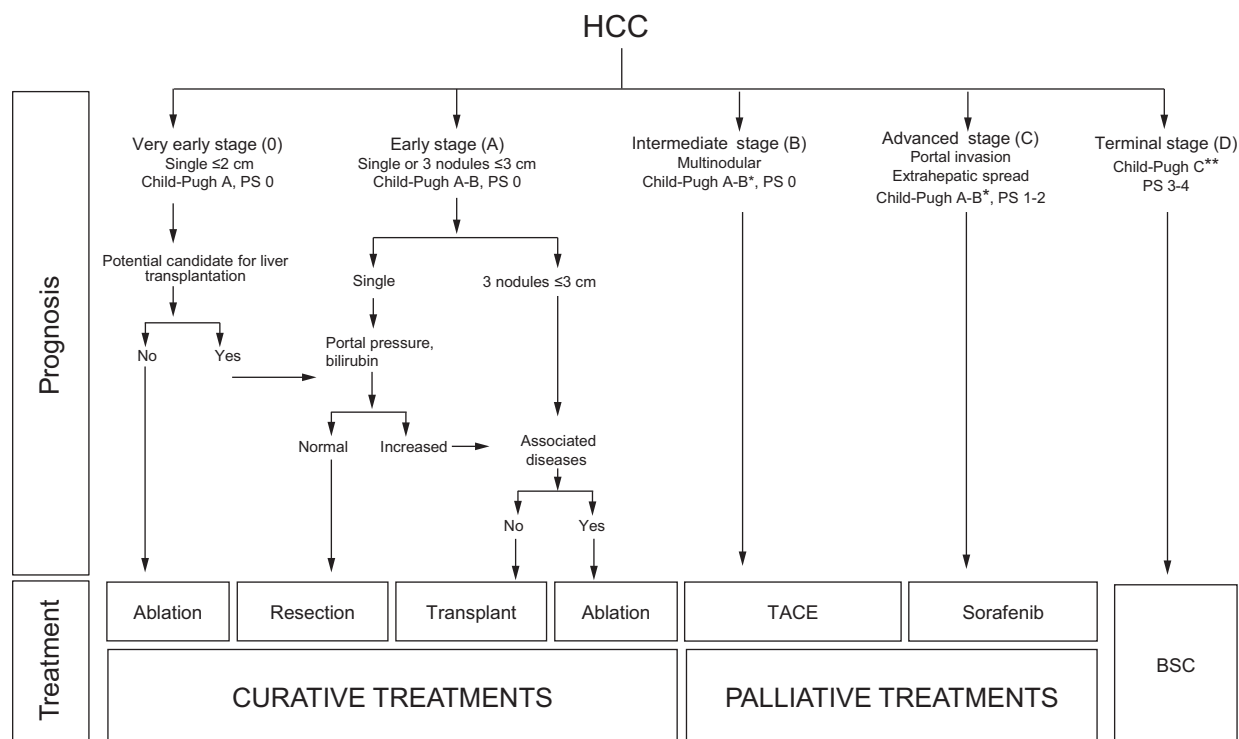 HCC
Prognosis
Very early stage (0)
Single ≤2 cm
Child-Pugh A, PS 0
Early stage (A)
Single or 3 nodules ≤3 cm
Child-Pugh A-B, PS 0
Intermediate stage (B)
Multinodular
Child-Pugh A-B*, PS 0
Advanced stage (C)
Portal invasion
Extrahepatic spread
Child-Pugh A-B*, PS 1-2
Terminal stage (D)
Child-Pugh C**
PS 3-4
Potential candidate for liver
transplantation
No
Yes
Single
3 nodules ≤3 cm
Portal pressure,
bilirubin
Normal
Increased
Associated
diseases
No
Yes
Treatment
Ablation
Resection
Transplant
Ablation
TACE
Sorafenib
BSC
CURATIVE TREATMENTS
PALLIATIVE TREATMENTS